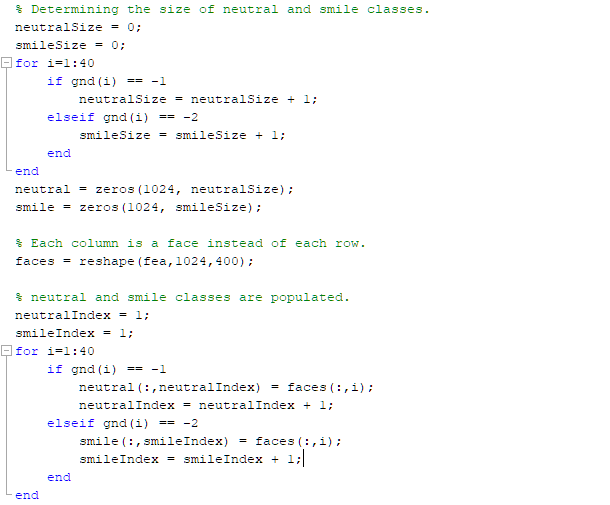 % Determining the size of neutral and smile classes.
neutralSize = 0;
smileSize = 0;
for i=1:40
    if gnd(i) == -1
        neutralSize = neutralSize + 1;
    elseif gnd(i) == -2
        smileSize = smileSize + 1;
    end
end
neutral = zeros(1024, neutralSize);
smile = zeros(1024, smileSize);

% Each column is a face instead of each row.
faces = reshape(fea,1024,400);

% neutral and smile classes are populated.
neutralIndex = 1;
smileIndex = 1;
for i=1:40
    if gnd(i) == -1
        neutral(:,neutralIndex) = faces(:,i);
        neutralIndex = neutralIndex + 1;
    elseif gnd(i) == -2
        smile(:,smileIndex) = faces(:,i);
        smileIndex = smileIndex + 1;
    end
end